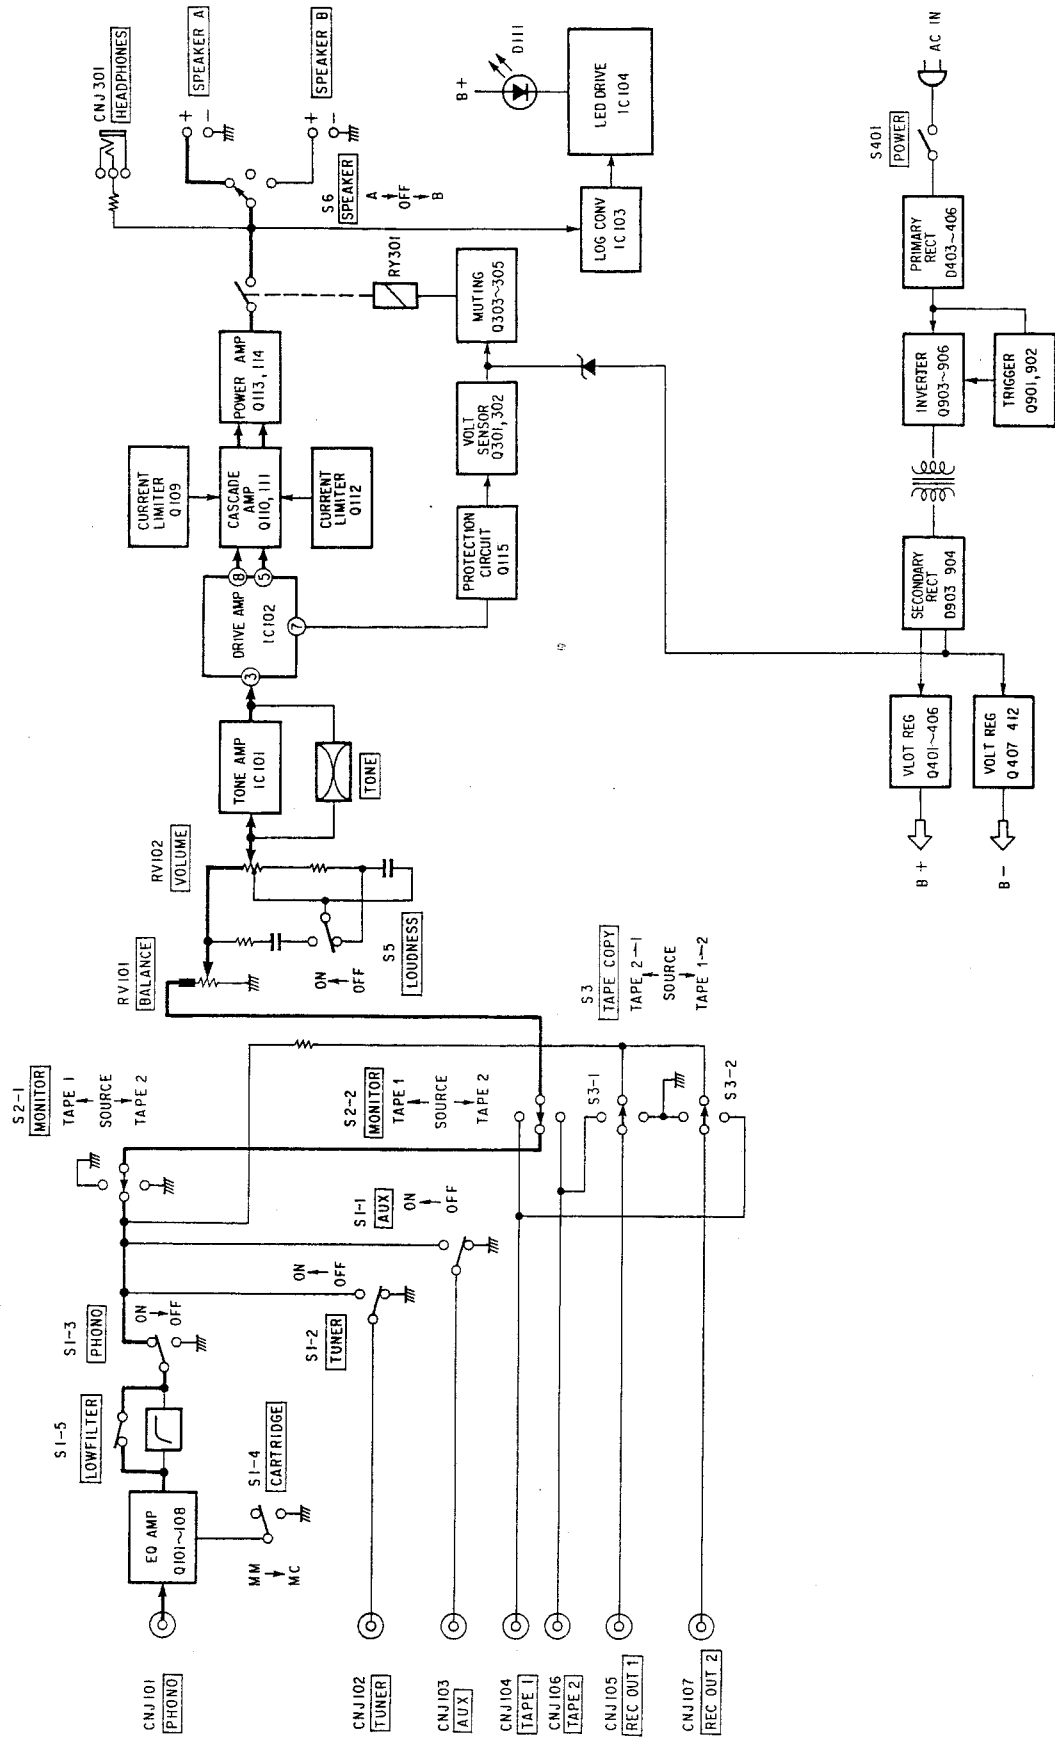 CNJ101
PHONO
CNJ102
TUNER
CNJ103
AUX
CNJ104
TAPE 1
CNJ106
TAPE 2
CNJ105
REC OUT 1
CNJ107
REC OUT 2
EQ AMP
Q101~108
MM
MC
S1-4
CARTRIDGE
S1-5
LOWFILTER
S1-3
PHONO
ON
OFF
S1-2
TUNER
ON
OFF
S1-1
AUX
ON
OFF
S2-1
MONITOR
TAPE 1
SOURCE
TAPE 2
S2-2
MONITOR
TAPE 1
SOURCE
TAPE 2
S3-1
S3-2
S3
TAPE COPY
TAPE 2-1
SOURCE
TAPE 1-2
RV101
BALANCE
ON
OFF
S5
LOUDNESS
RV102
VOLUME
TONE AMP
IC101
TONE
DRIVE AMP
IC102
3
8
5
7
CURRENT
LIMITER
Q109
CASCADE
AMP
Q110, 111
CURRENT
LIMITER
Q112
POWER AMP
Q113, 114
PROTECTION
CIRCUIT
Q115
VOLT
SENSOR
Q301, 302
MUTING
Q303~305
RY301
CNJ301
HEADPHONES
SPEAKER A
+
-
SPEAKER B
+
-
S6
SPEAKER
A
OFF
B
LOG CONV
IC103
LED DRIVE
IC104
B+
D111
AC IN
S401
POWER
PRIMARY
RECT
D403~406
INVERTER
Q903~906
TRIGGER
Q901, 902
SECONDARY
RECT
D903 904
VLOT REG
Q401~406
VOLT REG
Q407 412
B+
B-